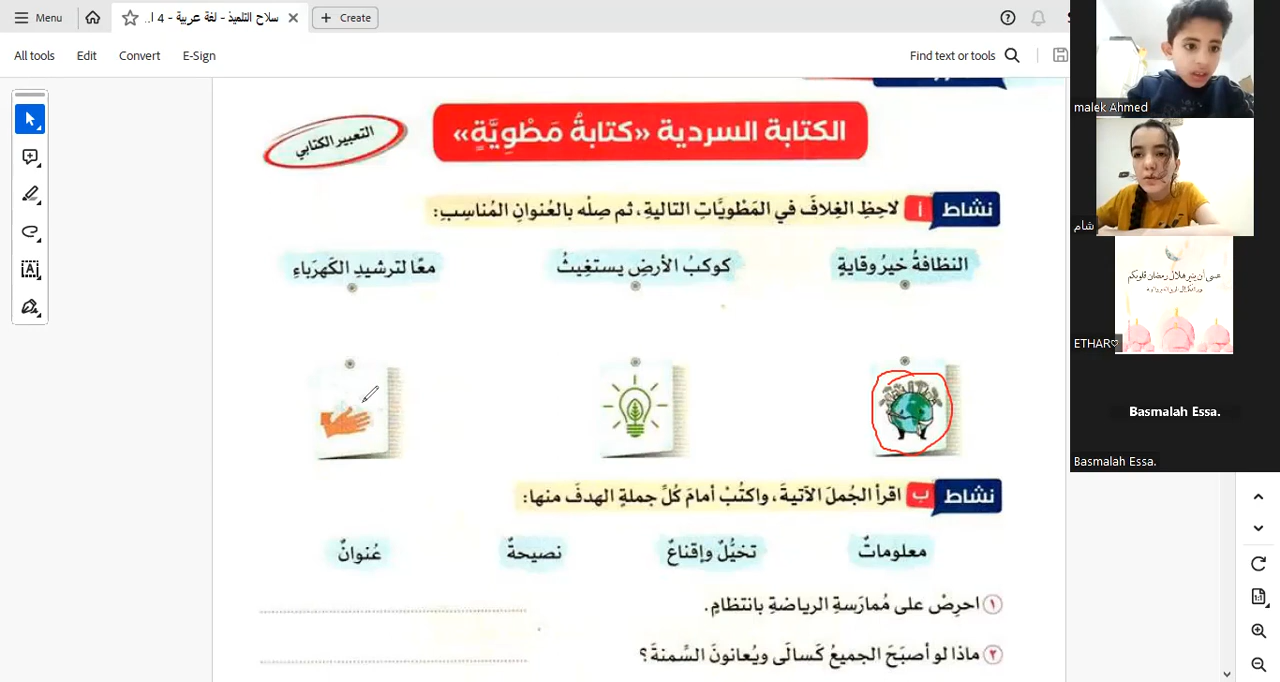 Menu
سلاح التلميذ - لغة عربية - 4 ا..
Create
All tools
Edit
Convert
E-Sign
Find text or tools
الكتابة السردية «كتابةُ مَطْوِيَّةٍ»
التعبير الكتابي
نشاط أ لاحِظِ الغِلافَ في المَطْوِيَّاتِ التاليةِ، ثم صِلْه بالعُنوانِ المُناسِبِ:
النظافةُ خيرُ وقايةٍ
كوكبُ الأرضِ يستغِيثُ
معًا لترشيدِ الكَهرَباءِ
نشاط ب اقرأ الجُملَ الآتيةَ، واكتُبْ أمامَ كُلِّ جملةٍ الهدفَ منها:
معلوماتٌ
تخيُّلٌ وإقناعٌ
نصيحةٌ
عُنوانٌ
١ احرِصْ على مُمارَسةِ الرياضةِ بانتظامٍ.
٢ ماذا لو أصبَحَ الجميعُ كَسالَى ويُعانونَ السِّمنةَ؟
malek Ahmed
شام
ETHAR♡
Basmalah Essa.
Basmalah Essa.